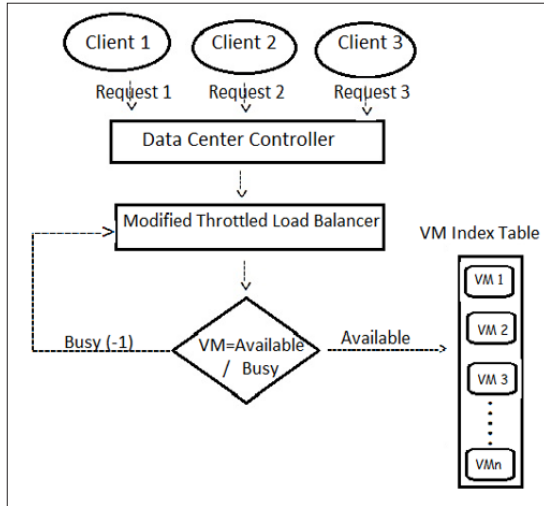 Client 1
Client 2
Client 3
Request 1
Request 2
Request 3
Data Center Controller
Modified Throttled Load Balancer
VM Index Table
VM 1
VM 2
VM 3
VMn
Busy (-1)
VM=Available
/ Busy
Available